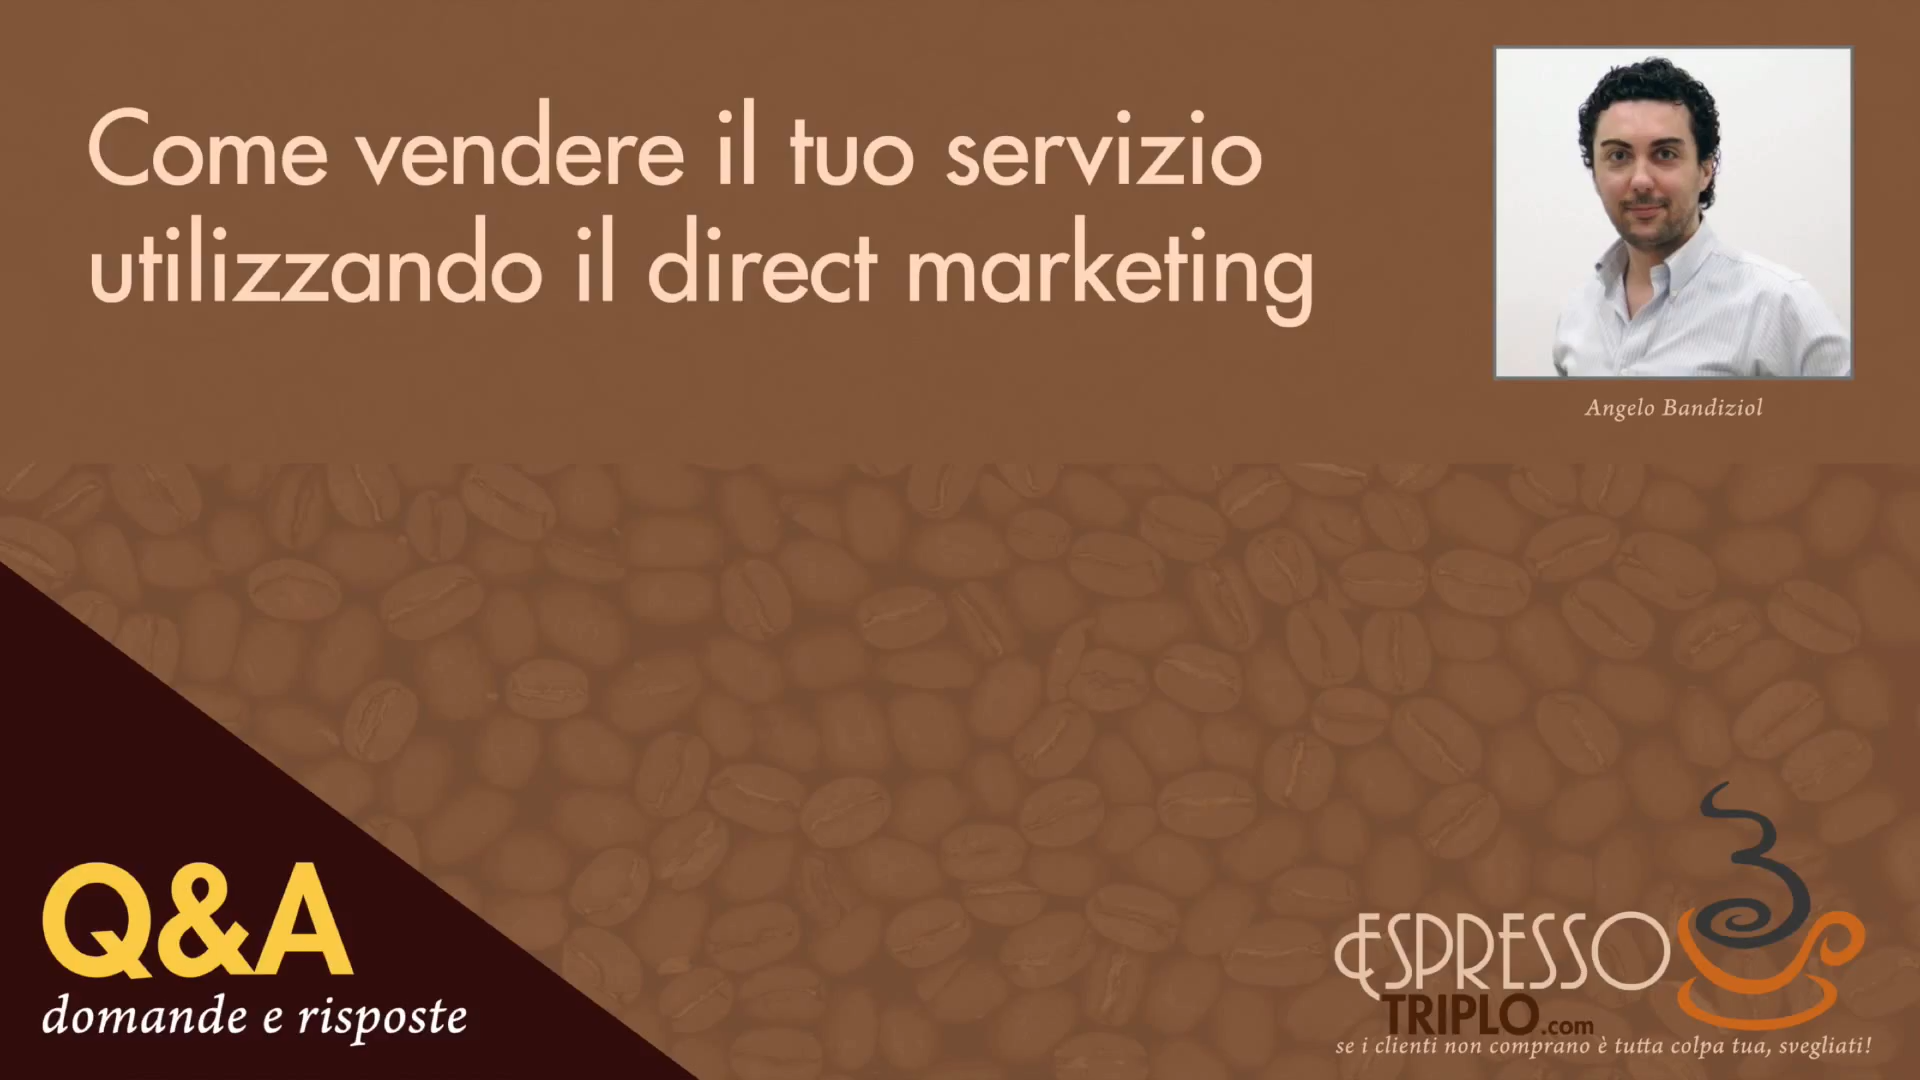 Come vendere il tuo servizio
utilizzando il direct marketing
Angelo Bandiziol
Q&A
domande e risposte
ESPRESSO 3
TRIPLO.com
se i clienti non comprano è tutta colpa tua, svegliati!